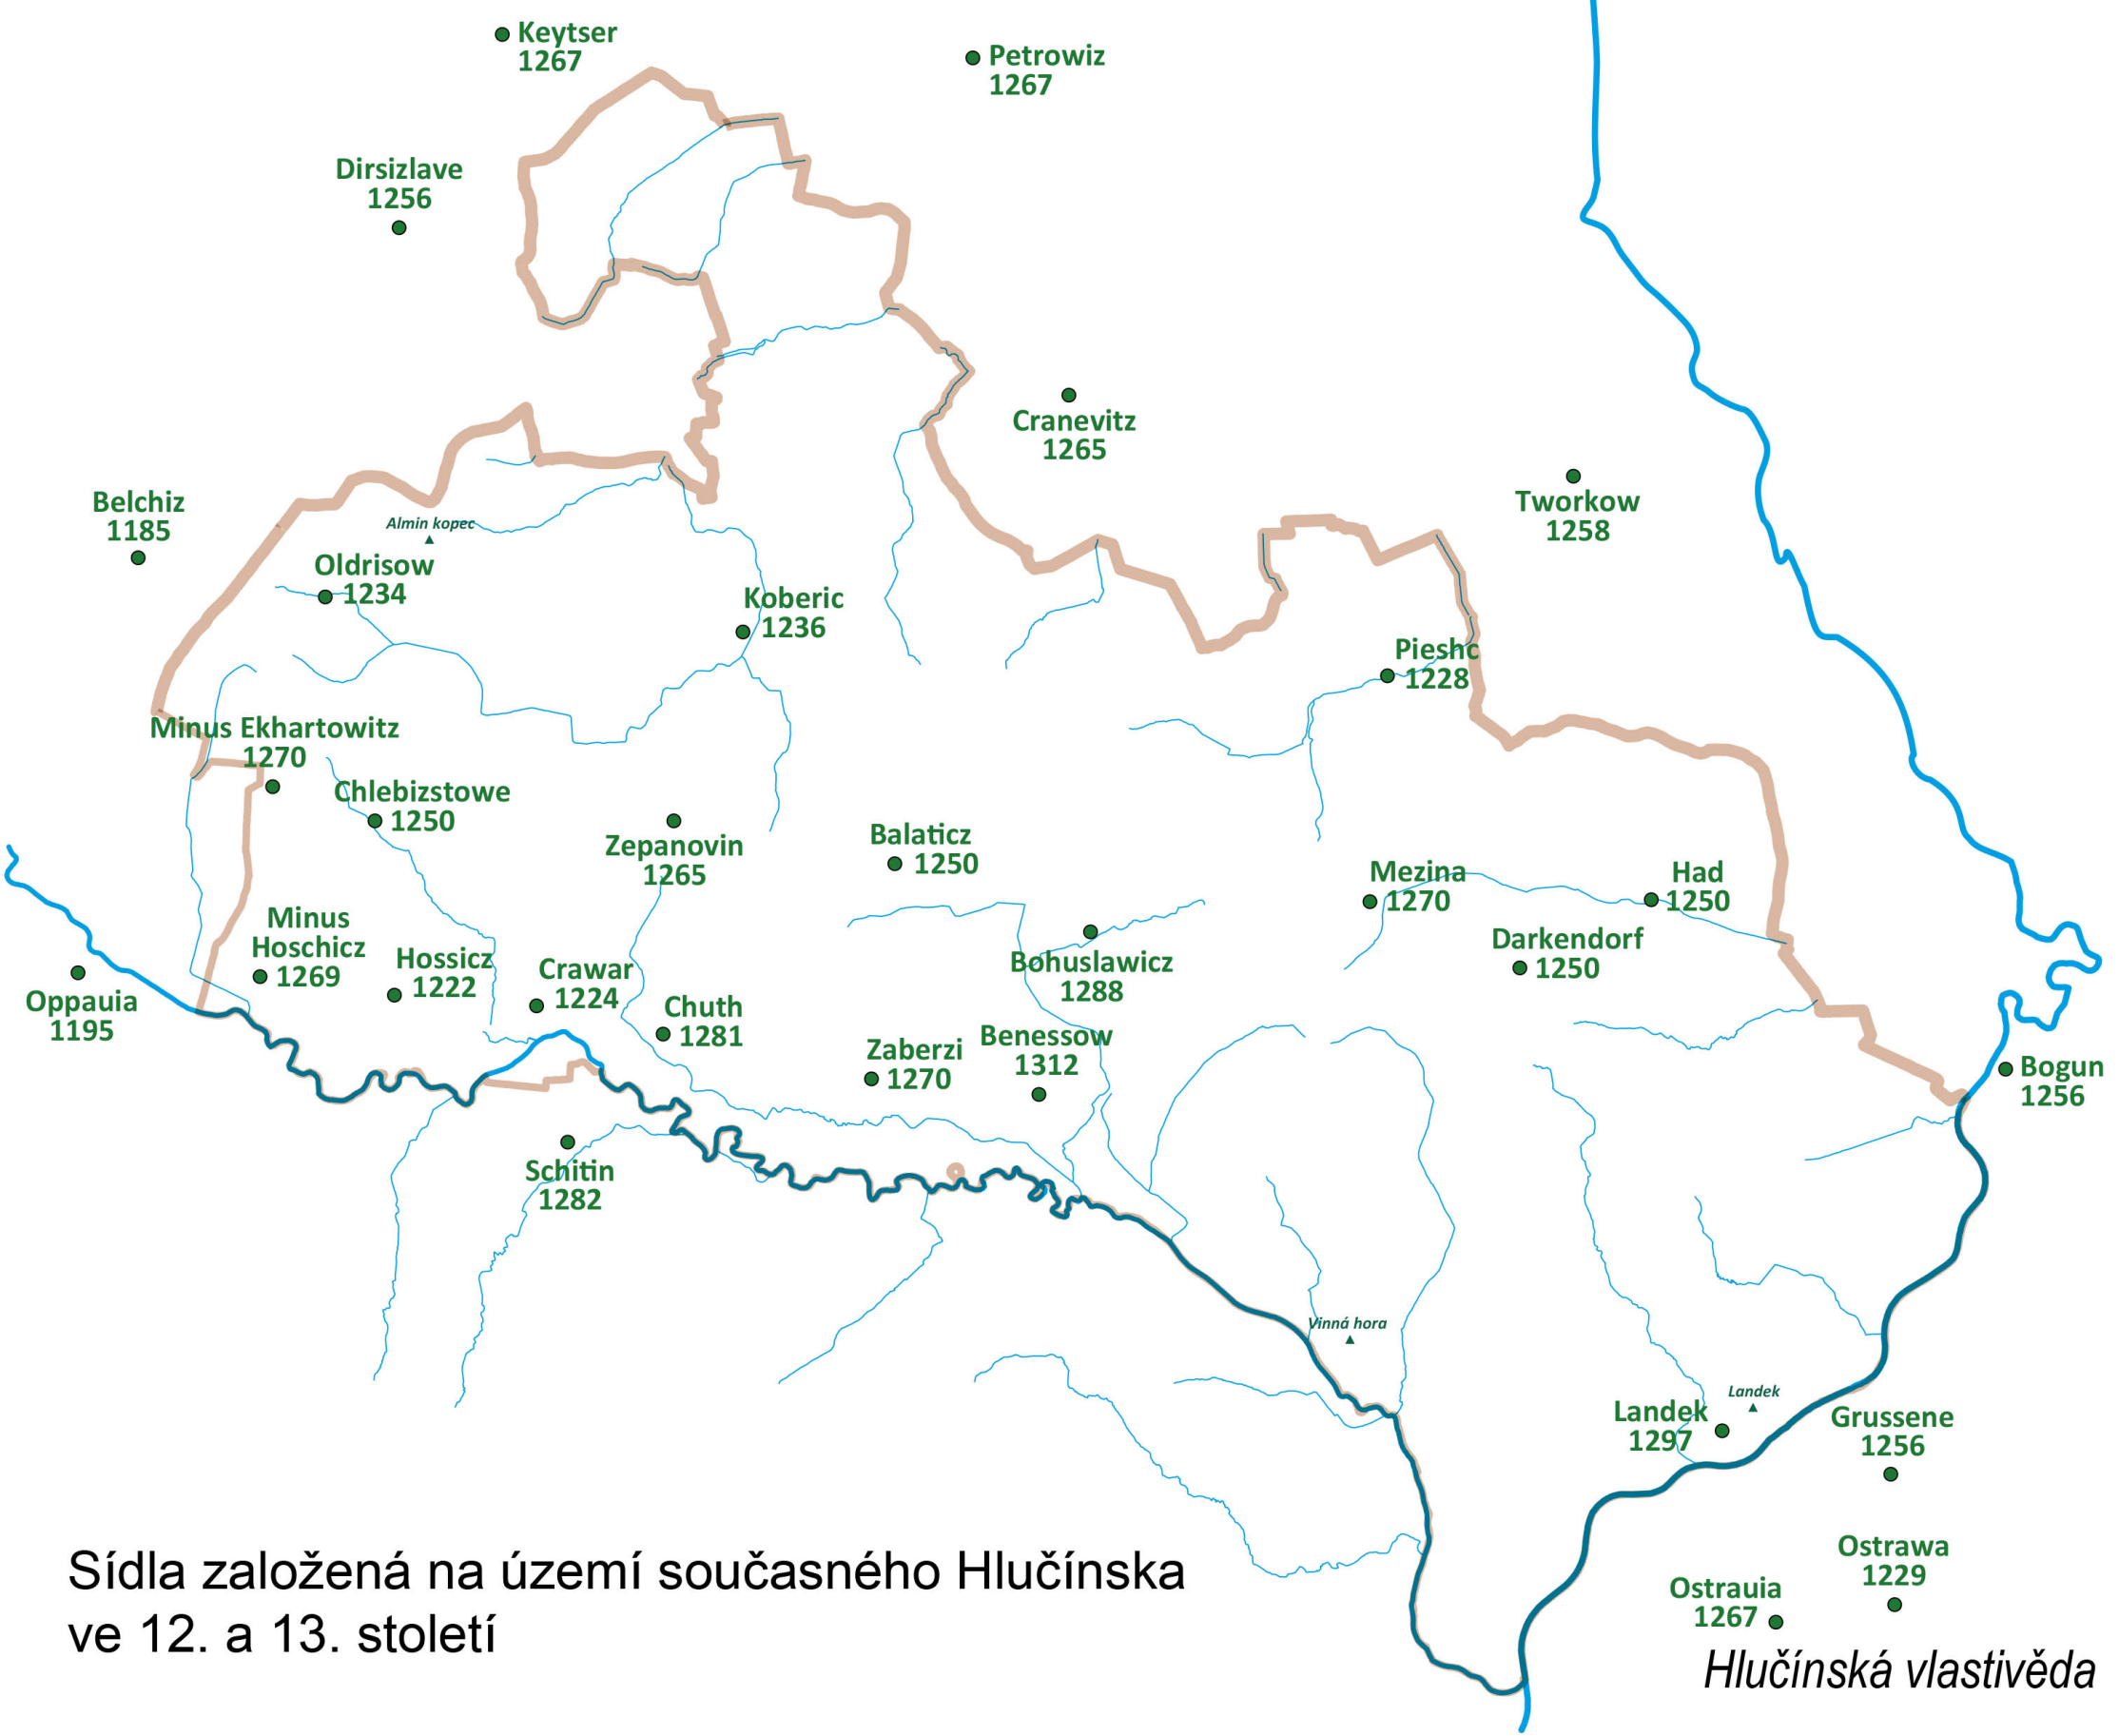 Keytser
1267
Petrowiz
1267
Dirsizlave
1256
Cranevitz
1265
Tworkow
1258
Belchiz
1185
Almin kopec
Oldrisow
1234
Koberic
1236
Pieshc
1228
Minus Ekhartowitz
1270
Chlebizstowe
1250
Zepanovin
1265
Balaticz
1250
Mezina
1270
Had
1250
Minus
Hoschicz
1269
Hossicz
1222
Crawar
1224
Bohuslawicz
1288
Darkendorf
1250
Oppauia
1195
Chuth
1281
Zaberzi
1270
Benessow
1312
Bogun
1256
Schitin
1282
Vinná hora
Landek
Landek
1297
Grussene
1256
Ostrawa
1229
Ostrauia
1267
Sídla založená na území současného Hlučínska
ve 12. a 13. století
Hlučínská vlastivěda